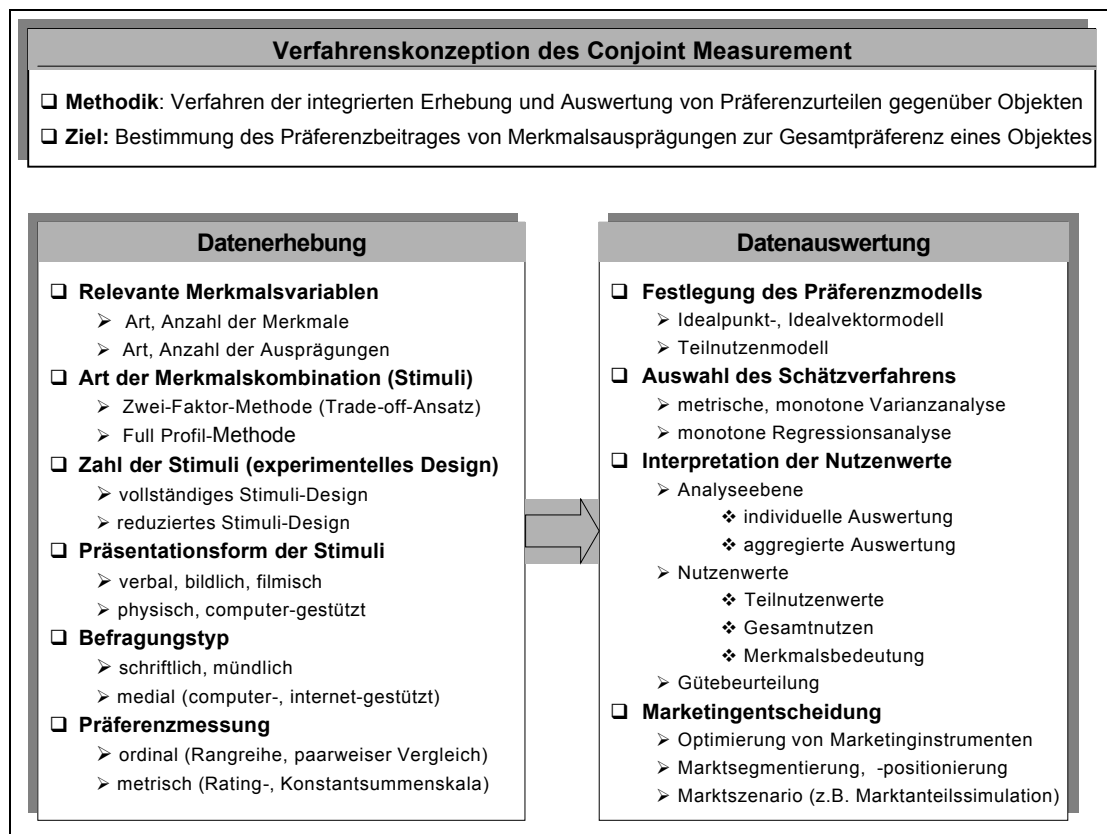 Verfahrenskonzeption des Conjoint Measurement
❑ Methodik: Verfahren der integrierten Erhebung und Auswertung von Präferenzurteilen gegenüber Objekten
❑ Ziel: Bestimmung des Präferenzbeitrages von Merkmalsausprägungen zur Gesamtpräferenz eines Objektes
Datenerhebung
❑ Relevante Merkmalsvariablen
➢ Art, Anzahl der Merkmale
➢ Art, Anzahl der Ausprägungen
❑ Art der Merkmalskombination (Stimuli)
➢ Zwei-Faktor-Methode (Trade-off-Ansatz)
➢ Full Profil-Methode
❑ Zahl der Stimuli (experimentelles Design)
➢ vollständiges Stimuli-Design
➢ reduziertes Stimuli-Design
❑ Präsentationsform der Stimuli
➢ verbal, bildlich, filmisch
➢ physisch, computer-gestützt
❑ Befragungstyp
➢ schriftlich, mündlich
➢ medial (computer-, internet-gestützt)
❑ Präferenzmessung
➢ ordinal (Rangreihe, paarweiser Vergleich)
➢ metrisch (Rating-, Konstantsummenskala)
Datenauswertung
❑ Festlegung des Präferenzmodells
➢ Idealpunkt-, Idealvektormodell
➢ Teilnutzenmodell
❑ Auswahl des Schätzverfahrens
➢ metrische, monotone Varianzanalyse
➢ monotone Regressionsanalyse
❑ Interpretation der Nutzenwerte
➢ Analyseebene
❖ individuelle Auswertung
❖ aggregierte Auswertung
➢ Nutzenwerte
❖ Teilnutzenwerte
❖ Gesamtnutzen
❖ Merkmalsbedeutung
➢ Gütebeurteilung
❑ Marketingentscheidung
➢ Optimierung von Marketinginstrumenten
➢ Marktsegmentierung, -positionierung
➢ Marktszenario (z.B. Marktanteilssimulation)